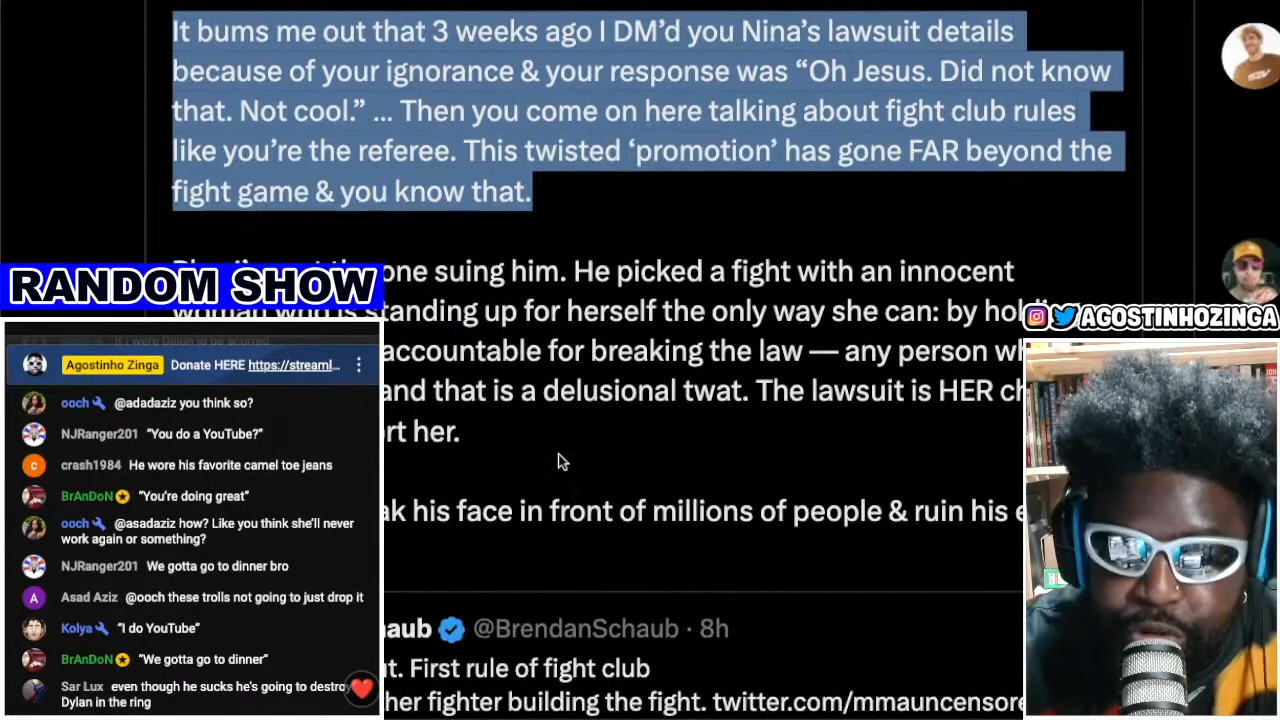 It bums me out that 3 weeks ago I DM’d you Nina’s lawsuit details
because of your ignorance & your response was “Oh Jesus. Did not know
that. Not cool.” ... Then you come on here talking about fight club rules
like you’re the referee. This twisted ‘promotion’ has gone FAR beyond the
fight game & you know that.
one suing him. He picked a fight with an innocent
woman who is standing up for herself the only way she can: by
accountable for breaking the law — any person
and that is a delusional twat. The lawsuit is HER
her.
his face in front of millions of people & ruin his
@BrendanSchaub · 8h
First rule of fight club
fighter building the fight. twitter.com/mmauncensore
RANDOM SHOW
Agostinho Zinga Donate HERE https://streaml...
ooch @adadaziz you think so?
NJRanger201 “You do a YouTube?”
crash1984 He wore his favorite camel toe jeans
BrAnDoN “You’re doing great”
ooch @asadaziz how? Like you think she’ll never
work again or something?
NJRanger201 We gotta go to dinner bro
A Asad Aziz @ooch these trolls not going to just drop it
Kolya “I do YouTube”
BrAnDoN “We gotta go to dinner”
Sar Lux even though he sucks he’s going to destroy
Dylan in the ring
AGOSTINHOZINGA